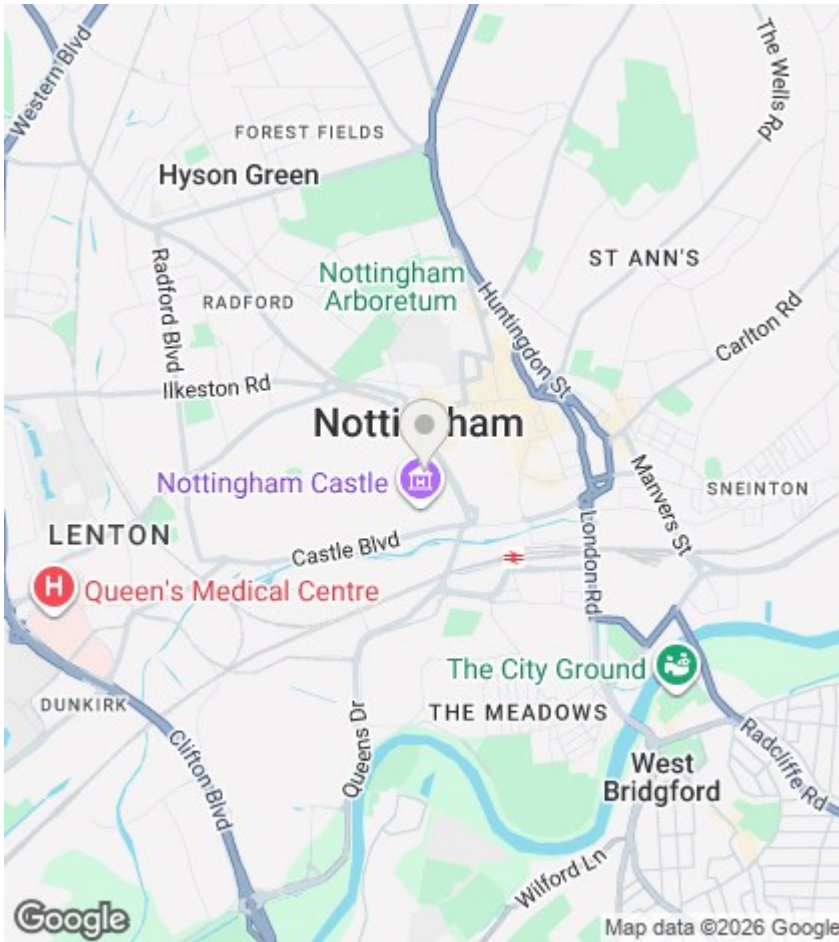 Western Blvd
The Wells Rd
FOREST FIELDS
Hyson Green
ST ANN'S
Nottingham
Arboretum
Radford Blvd
RADFORD
Huntingdon St
Carlton Rd
Ilkeston Rd
Nottingham
Nottingham Castle
Manvers St
SNEINTON
LENTON
Castle Blvd
London Rd
H
Queen's Medical Centre
The City Ground
DUNKIRK
THE MEADOWS
Queens Dr
Clifton Blvd
Radcliffe Rd
West
Bridgford
Wilford Ln
Google
Map data ©2026 Google